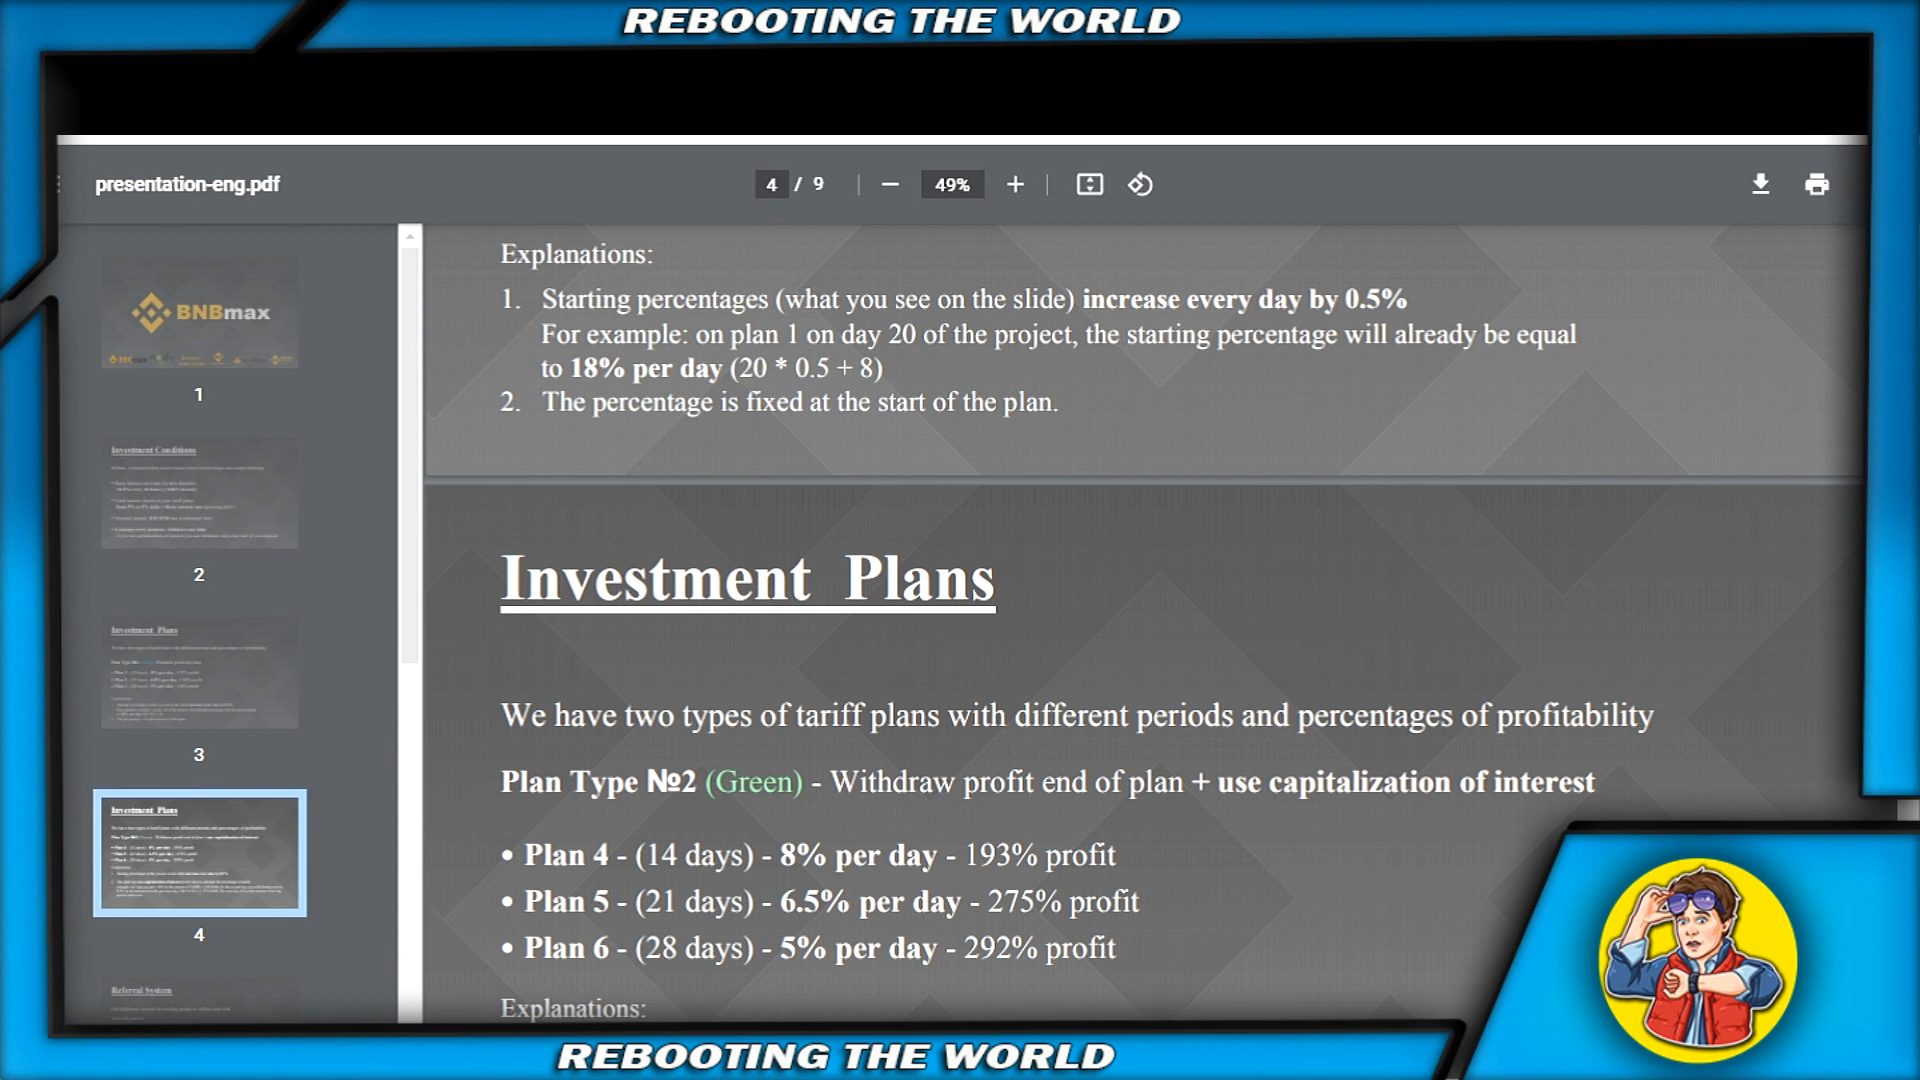 REBOOTING THE WORLD
presentation-eng.pdf
4 / 9
49%
BNBmax
1
Investment Conditions
2
Investment Plans
3
Investment Plans
4
Referral System
Explanations:
1. Starting percentages (what you see on the slide) increase every day by 0.5%
For example: on plan 1 on day 20 of the project, the starting percentage will already be equal
to 18% per day (20 * 0.5 + 8)
2. The percentage is fixed at the start of the plan.
Investment Plans
We have two types of tariff plans with different periods and percentages of profitability
Plan Type №2 (Green) - Withdraw profit end of plan + use capitalization of interest
• Plan 4 - (14 days) - 8% per day - 193% profit
• Plan 5 - (21 days) - 6.5% per day - 275% profit
• Plan 6 - (28 days) - 5% per day - 292% profit
Explanations:
REBOOTING THE WORLD